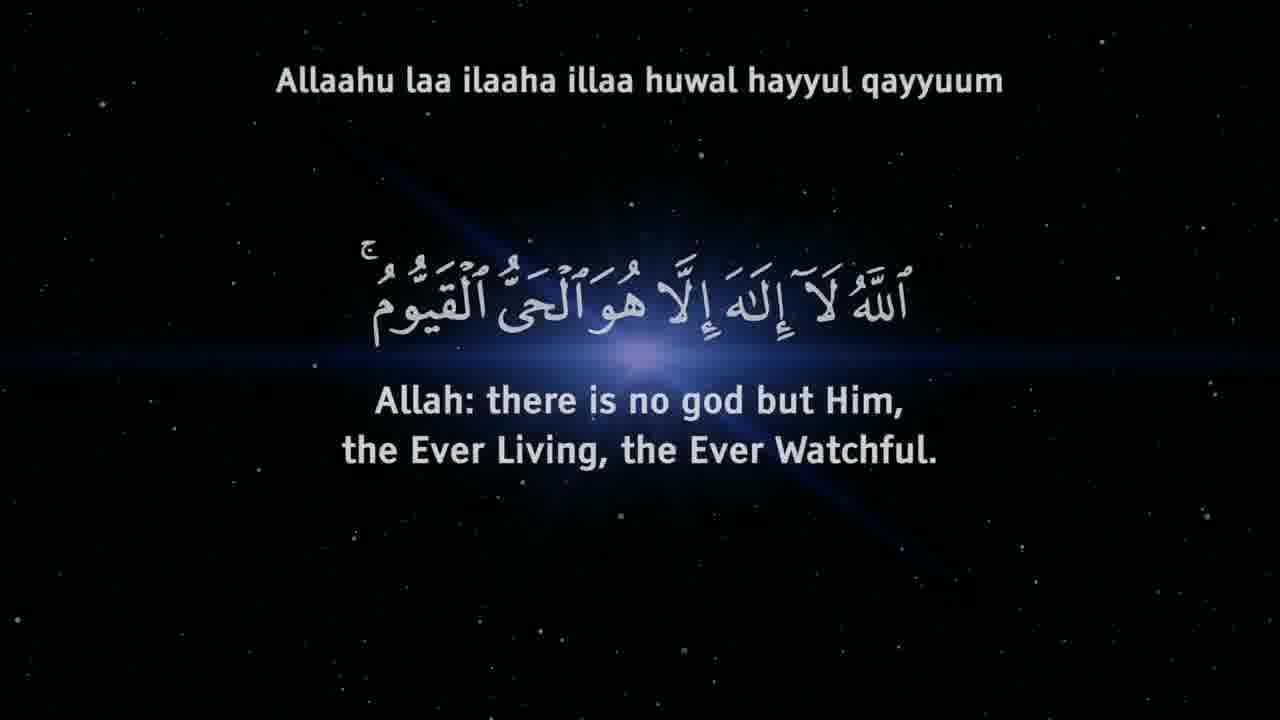 Allaahu laa ilaaha illaa huwal hayyul qayyuum
ٱللَّهُ لَآ إِلَـٰهَ إِلَّا هُوَ ٱلْحَىُّ ٱلْقَيُّومُ ۚ
Allah: there is no god but Him,
the Ever Living, the Ever Watchful.